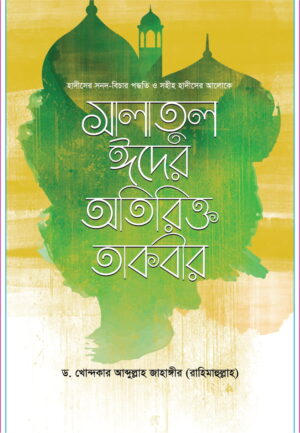 হাদীসের সনদ-বিচার পদ্ধতি ও সহীহ হাদীসের আলোকে
সালাতুল
ঈদের
অতিরিক্ত
তাকবীর
ড. খোন্দকার আব্দুল্লাহ জাহাঙ্গীর (রাহিমাহুল্লাহ)